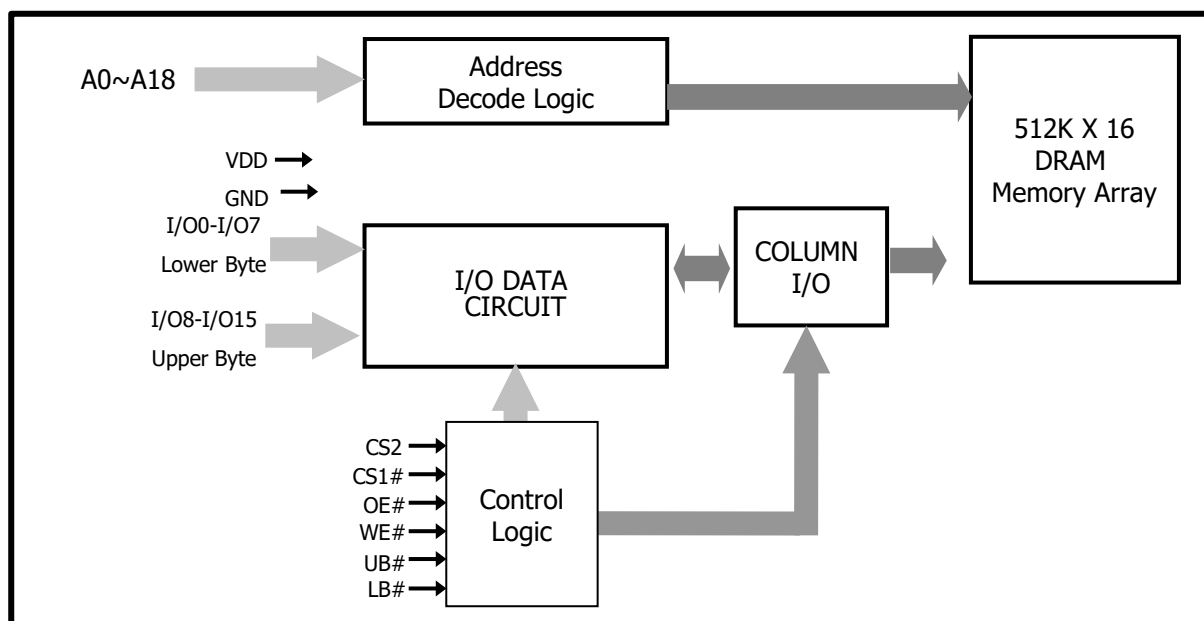 A0~A18
Address
Decode Logic
512K X 16
DRAM
Memory Array
VDD
GND
I/O0-I/O7
Lower Byte
I/O8-I/O15
Upper Byte
I/O DATA
CIRCUIT
COLUMN
I/O
CS2
CS1#
OE#
WE#
UB#
LB#
Control
Logic